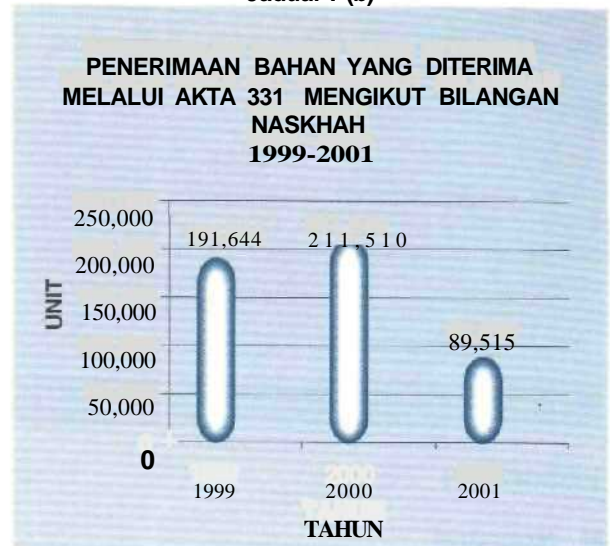 PENERIMAAN BAHAN YANG DITERIMA
MELALUI AKTA 331 MENGIKUT BILANGAN
NASKHAH
1999-2001
UNIT
250,000
200,000
150,000
100,000
50,000
0
191,644
211,510
89,515
1999
2000
2001
TAHUN